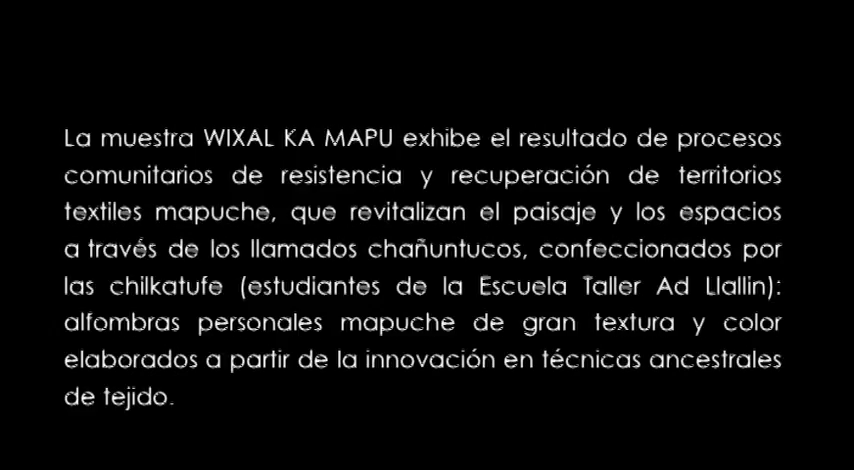 La muestra WIXAL KA MAPU exhibe el resultado de procesos
comunitarios de resistencia y recuperación de territorios
textiles mapuche, que revitalizan el paisaje y los espacios
a través de los llamados chañuntucos, confeccionados por
las chilkatufe (estudiantes de la Escuela Taller Ad Llallin):
alfombras personales mapuche de gran textura y color
elaborados a partir de la innovación en técnicas ancestrales
de tejido.